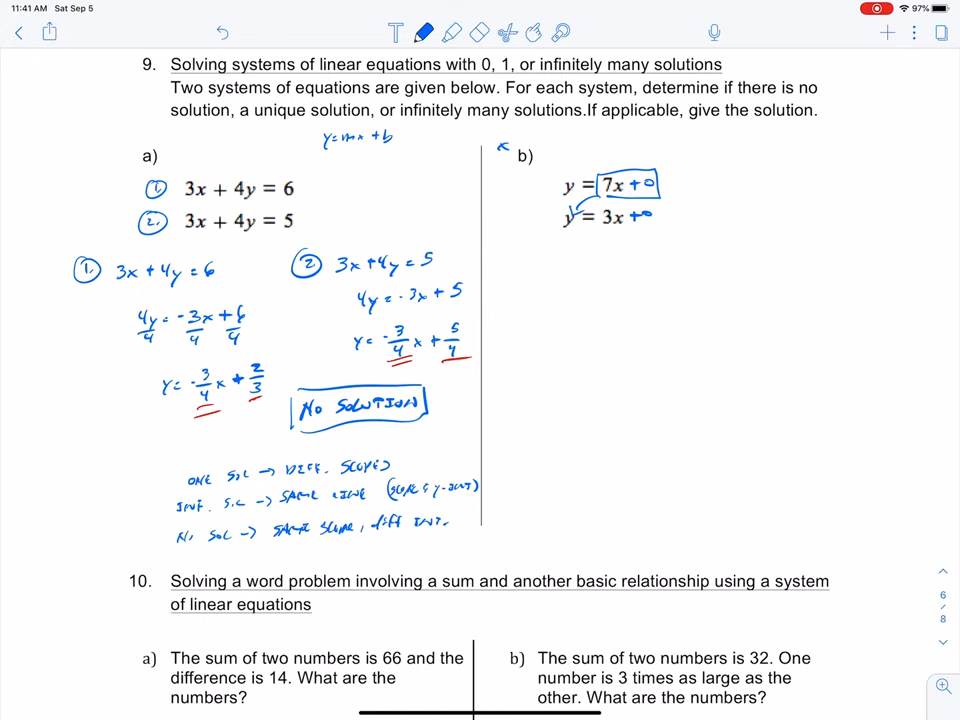 11:41 AM Sat Sep 5
97%
9. Solving systems of linear equations with 0, 1, or infinitely many solutions
Two systems of equations are given below. For each system, determine if there is no
solution, a unique solution, or infinitely many solutions.If applicable, give the solution.
y=mx+b
a)
① 3x + 4y = 6
②. 3x + 4y = 5
①. 3x+4y=6
4y/4 = -3x/4 + 6/4
y= -3/4 x + 2/3
② 3x+4y=5
4y=-3x+5
y= -3/4 x + 5/4
NO SOLUTION
ONE SOL → DIFF. SLOPES
INF. SOL → SAME LINE (SLOPE & Y-INT)
No SOL → SAME SLOPE, diff INT.
b)
y = 7x +0
y = 3x +0
10. Solving a word problem involving a sum and another basic relationship using a system
of linear equations
a) The sum of two numbers is 66 and the
difference is 14. What are the
numbers?
b) The sum of two numbers is 32. One
number is 3 times as large as the
other. What are the numbers?
6
/
8